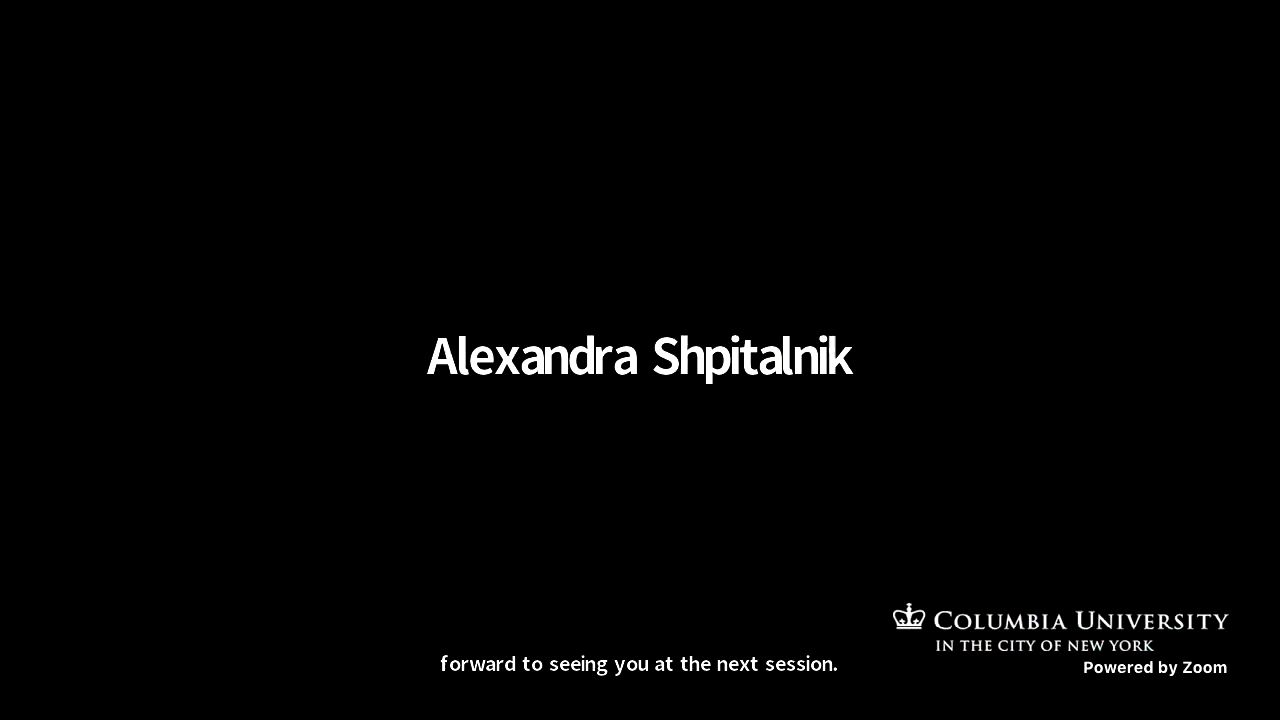 Alexandra Shpitalnik
COLUMBIA UNIVERSITY
IN THE CITY OF NEW YORK
forward to seeing you at the next session.
Powered by Zoom